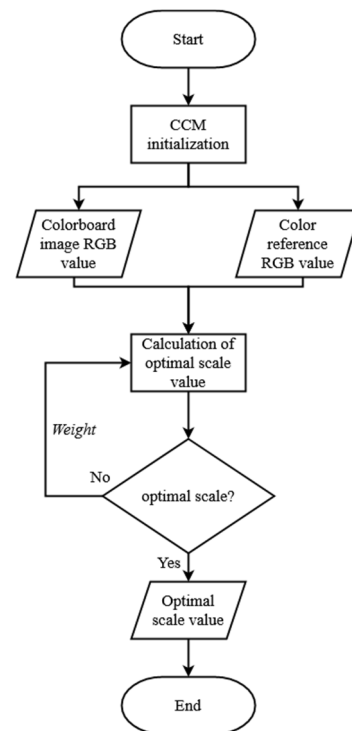 Start
CCM
initialization
Colorboard
image RGB
value
Color
reference
RGB value
Calculation of
optimal scale
value
Weight
No
optimal scale?
Yes
Optimal
scale value
End